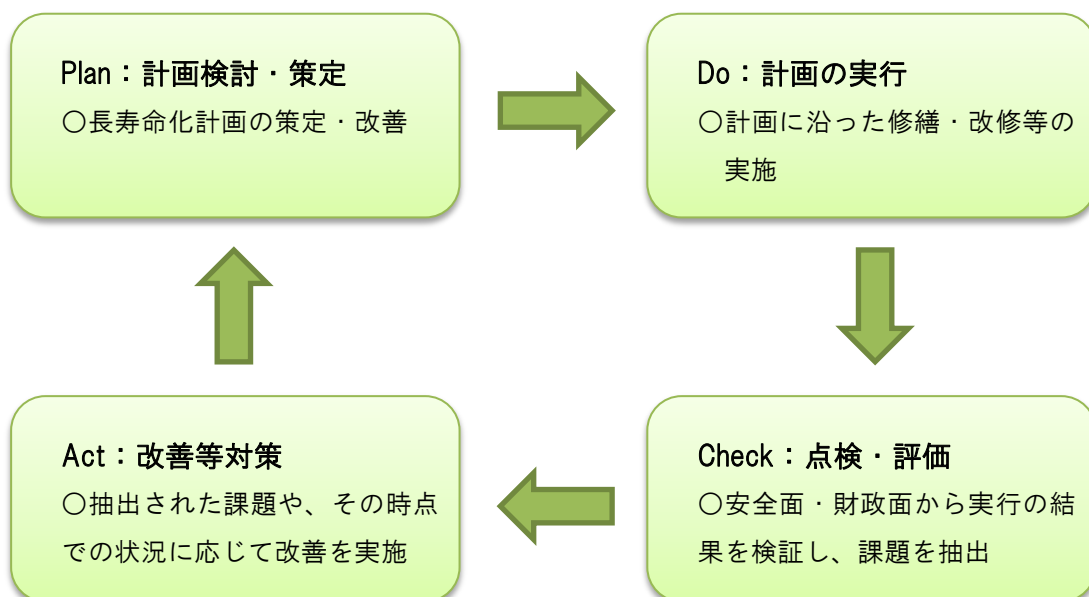 Plan：計画検討・策定
〇長寿命化計画の策定・改善
Do：計画の実行
〇計画に沿った修繕・改修等の
実施
Act：改善等対策
〇抽出された課題や、その時点
での状況に応じて改善を実施
Check：点検・評価
〇安全面・財政面から実行の結
果を検証し、課題を抽出